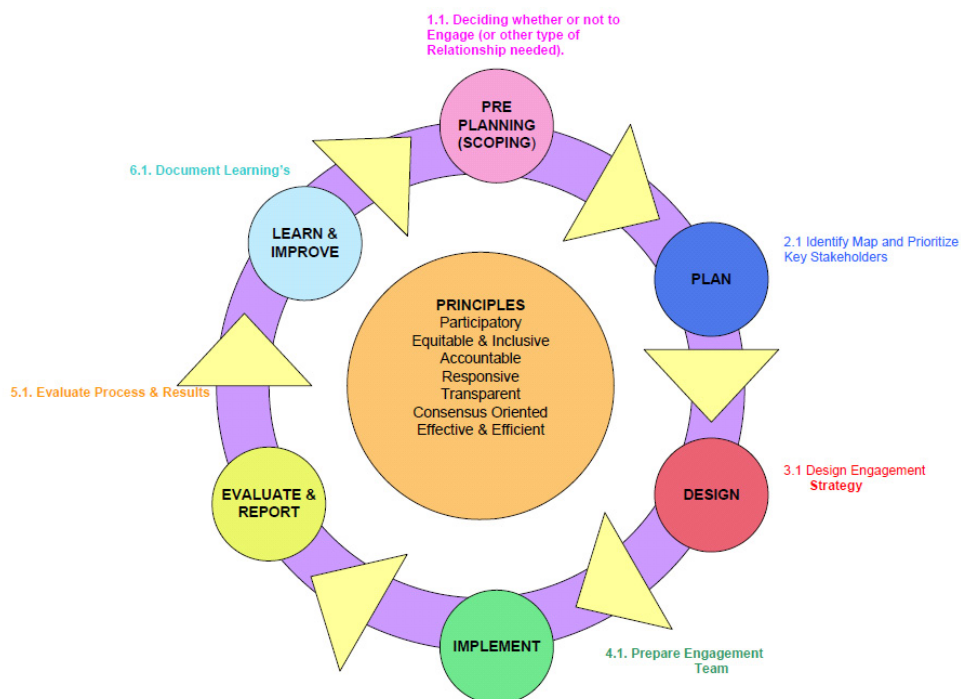 1.1. Deciding whether or not to
Engage (or other type of
Relationship needed).
PRE
PLANNING
(SCOPING)
6.1. Document Learning's
LEARN &
IMPROVE
2.1 Identify Map and Prioritize
Key Stakeholders
PLAN
PRINCIPLES
Participatory
Equitable & Inclusive
Accountable
Responsive
Transparent
Consensus Oriented
Effective & Efficient
5.1. Evaluate Process & Results
EVALUATE &
REPORT
3.1 Design Engagement
Strategy
DESIGN
IMPLEMENT
4.1. Prepare Engagement
Team